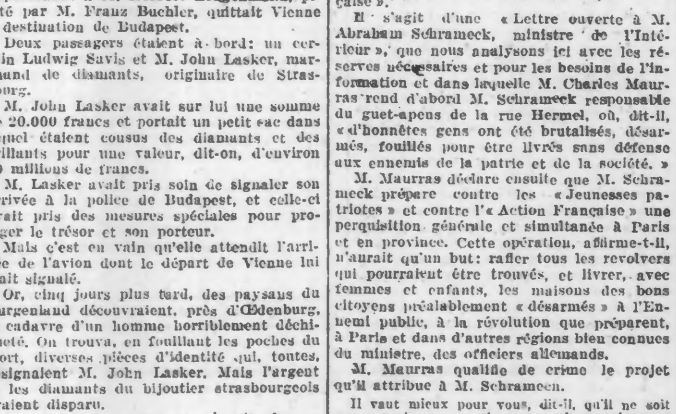 té par M. Franz Buchler, quittait Vienne
destination de Budapest.
Deux passagers étaient à bord: un cer-
in Ludwig Savis et M. John Lasker, mar-
hand de diamants, originaire de Stras-
ourg.
M. John Lasker avait sur lui une somme
20.000 francs et portait un petit sac dans
quel étaient cousus des diamants et des
illants pour une valeur, dit-on, d'environ
millions de francs.
M. Lasker avait pris soin de signaler son
rivée à la police de Budapest, et celle-ci
vait pris des mesures spéciales pour pro-
ger le trésor et son porteur.
Mais c'est en vain qu'elle attendit l'arri-
ée de l'avion dont le départ de Vienne lui
ait signalé.
Or, cinq jours plus tard, des paysans du
urgenland découvraient, près d'Œdenburg,
cadavre d'un homme horriblement déchi-
ueté. On trouva, en fouillant les poches du
ort, diverses pièces d'identité qui, toutes,
signalent M. John Lasker. Mais l'argent
les diamants du bijoutier strasbourgeois
aient disparu.
çaise ».
Il s'agit d'une « Lettre ouverte à M.
Abraham Schrameck, ministre de l'Inté-
rieur », que nous analysons ici avec les ré-
serves nécessaires et pour les besoins de l'in-
formation et dans laquelle M. Charles Maur-
ras rend d'abord M. Schrameck responsable
du guet-apens de la rue Hermel, où, dit-il,
« d'honnêtes gens ont été brutalisés, désar-
més, fouillés pour être livrés sans défense
aux ennemis de la patrie et de la société. »
M. Maurras déclare ensuite que M. Schra-
meck prépare contre les « Jeunesses pa-
triotes » et contre l'« Action Française » une
perquisition générale et simultanée à Paris
et en province. Cette opération, affirme-t-il,
n'aurait qu'un but: rafler tous les revolvers
qui pourraient être trouvés, et livrer, avec
femmes et enfants, les maisons des bons
citoyens préalablement « désarmés » à l'En-
nemi public, à la révolution que préparent,
à Paris et dans d'autres régions bien connues
du ministre, des officiers allemands.
M. Maurras qualifie de crime le projet
qu'il attribue à M. Schramecn.
Il vaut mieux pour vous, dit-il, qu'il ne soit